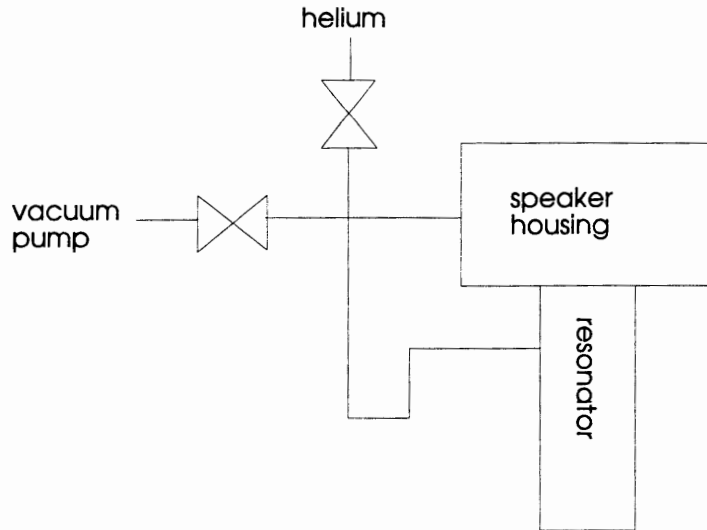 helium
vacuum
pump
speaker
housing
resonator